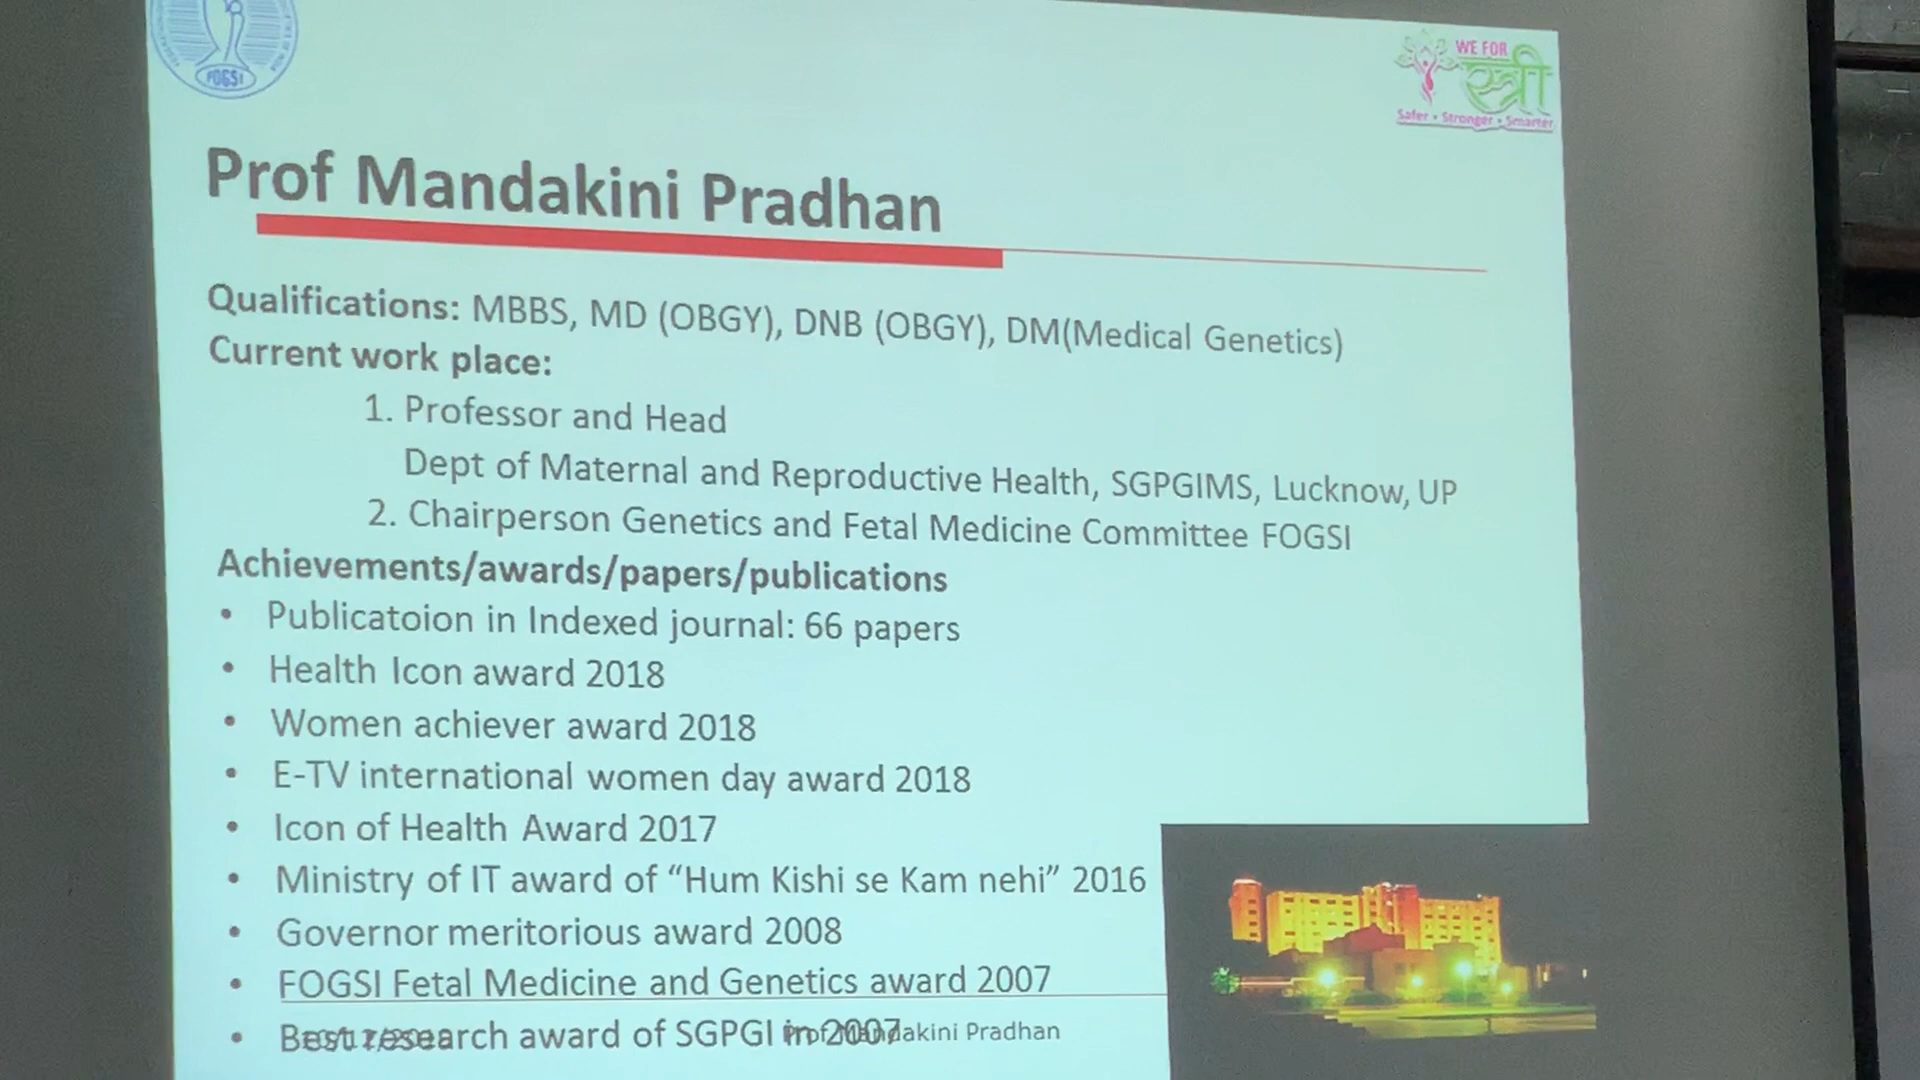 FOGSI
WE FOR
स्त्री
Safer • Stronger • Smarter
Prof Mandakini Pradhan
Qualifications: MBBS, MD (OBGY), DNB (OBGY), DM(Medical Genetics)
Current work place:
1. Professor and Head
Dept of Maternal and Reproductive Health, SGPGIMS, Lucknow, UP
2. Chairperson Genetics and Fetal Medicine Committee FOGSI
Achievements/awards/papers/publications
• Publicatoion in Indexed journal: 66 papers
• Health Icon award 2018
• Women achiever award 2018
• E-TV international women day award 2018
• Icon of Health Award 2017
• Ministry of IT award of “Hum Kishi se Kam nehi” 2016
• Governor meritorious award 2008
• FOGSI Fetal Medicine and Genetics award 2007
• Best research award of SGPGI in 2007
Prof Mandakini Pradhan